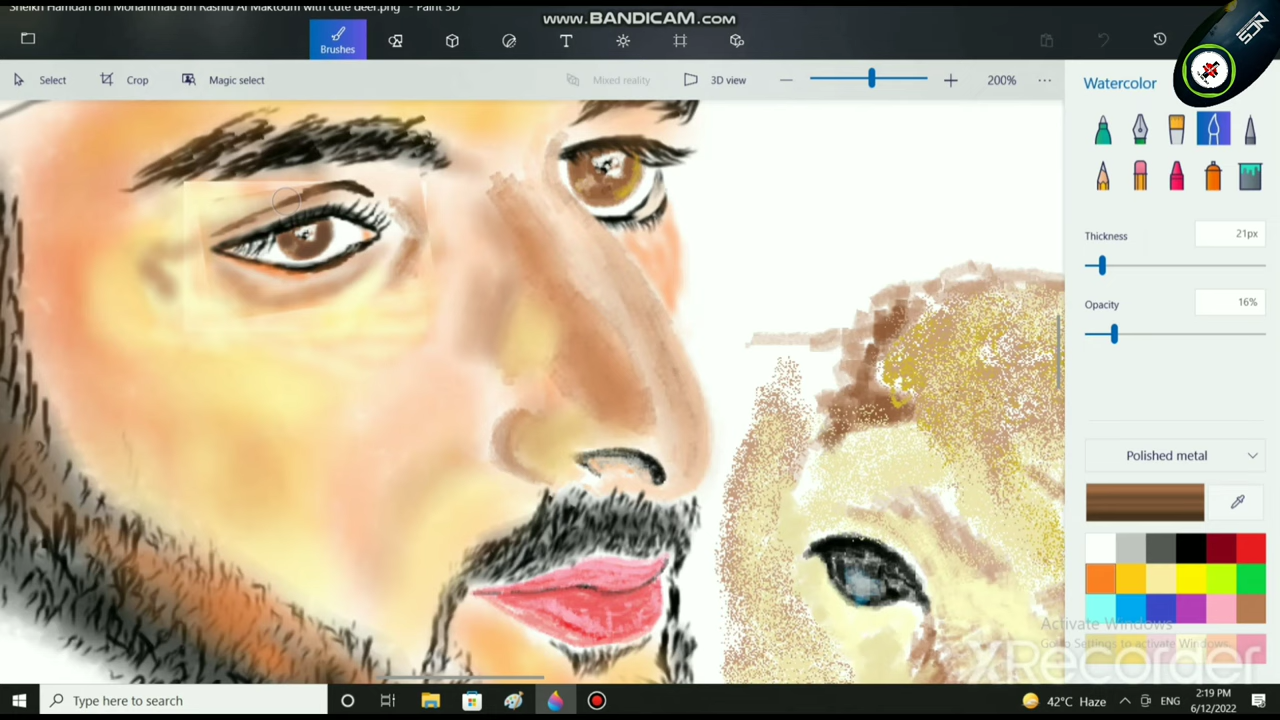 Sheikh Hamdan Bin Mohammad Bin Rashid Al Maktoum with cute deer.png - Paint 3D
www.BANDICAM.com
Brushes
T
Select
Crop
Magic select
Mixed reality
3D view
200%
Watercolor
Thickness
21px
Opacity
16%
Polished metal
Activate Windows
Go to Settings to activate Windows.
XRecorder
Type here to search
42°C Haze
ENG
2:19 PM
6/12/2022